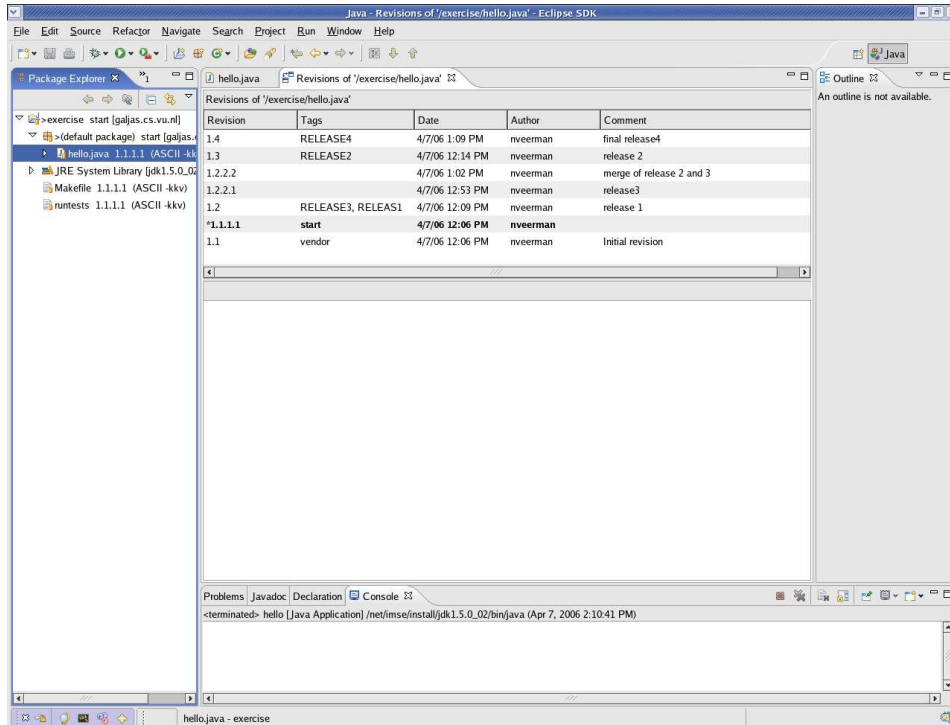 Java - Revisions of '/exercise/hello.java' - Eclipse SDK
File Edit Source Refactor Navigate Search Project Run Window Help
Java
Package Explorer
1
hello.java
Revisions of '/exercise/hello.java'
Outline
An outline is not available.
>exercise start [galjas.cs.vu.nl]
>(default package) start [galjas.
hello.java 1.1.1.1 (ASCII -kk
JRE System Library [jdk1.5.0_02
Makefile 1.1.1.1 (ASCII -kkv)
runtests 1.1.1.1 (ASCII -kkv)
Revisions of '/exercise/hello.java'
Revision Tags Date Author Comment
1.4 RELEASE4 4/7/06 1:09 PM nveerman final release4
1.3 RELEASE2 4/7/06 12:14 PM nveerman release 2
1.2.2.2 4/7/06 1:02 PM nveerman merge of release 2 and 3
1.2.2.1 4/7/06 12:53 PM nveerman release3
1.2 RELEASE3, RELEAS1 4/7/06 12:09 PM nveerman release 1
*1.1.1.1 start 4/7/06 12:06 PM nveerman
1.1 vendor 4/7/06 12:06 PM nveerman Initial revision
Problems Javadoc Declaration Console
<terminated> hello [Java Application] /net/imse/install/jdk1.5.0_02/bin/java (Apr 7, 2006 2:10:41 PM)
hello.java - exercise